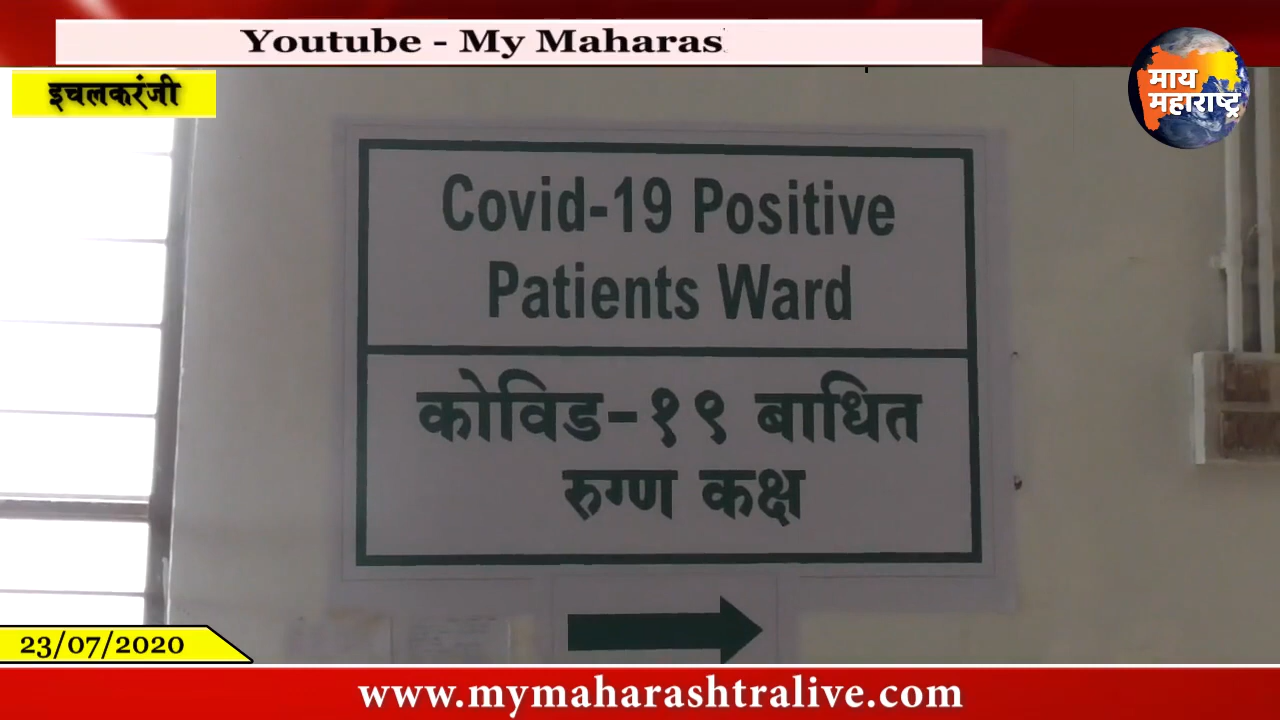 Youtube - My Maharas
इचलकरंजी
माय
महाराष्ट्र
Covid-19 Positive
Patients Ward
कोविड-१९ बाधित
रुग्ण कक्ष
23/07/2020
www.mymaharashtralive.com